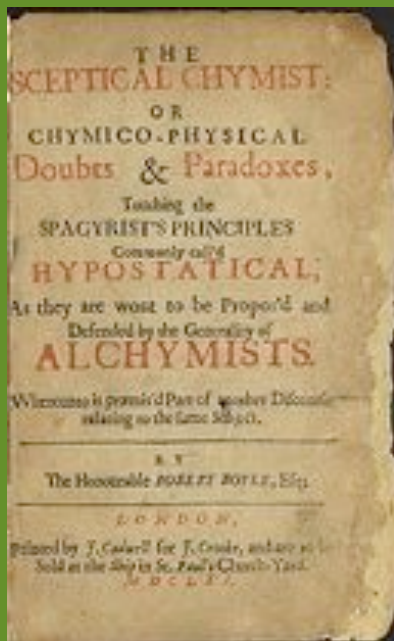 THE
SCEPTICAL CHYMIST:
OR
CHYMICO-PHYSICAL
Doubts & Paradoxes,
Touching the
SPAGYRIST'S PRINCIPLES
Commonly call'd
HYPOSTATICAL,
As they are wont to be Propos'd and
Defended by the Generality of
ALCHYMISTS.
Whereunto is præmis'd Part of another Discourse
relating to the same Subject.
BY
The Honourable ROBERT BOYLE, Esq;
LONDON,
Printed by J. Cadwell for J. Crooke, and are to be
Sold at the Ship in St. Paul's Church-Yard.
MDCLXI.